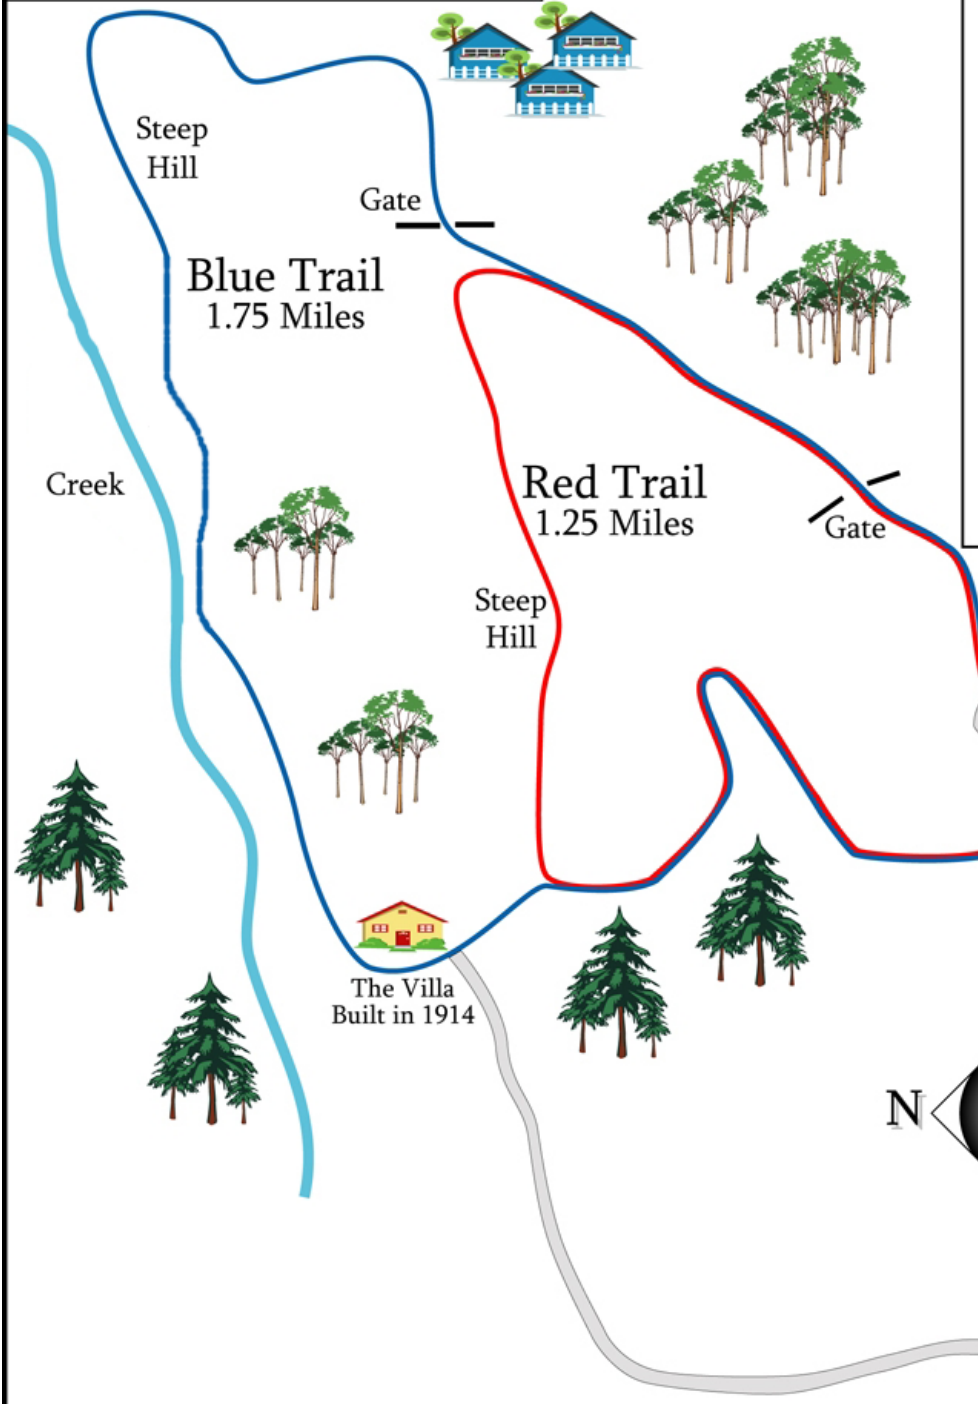 Steep
Hill
Gate
Blue Trail
1.75 Miles
Creek
Red Trail
1.25 Miles
Gate
Steep
Hill
The Villa
Built in 1914
N